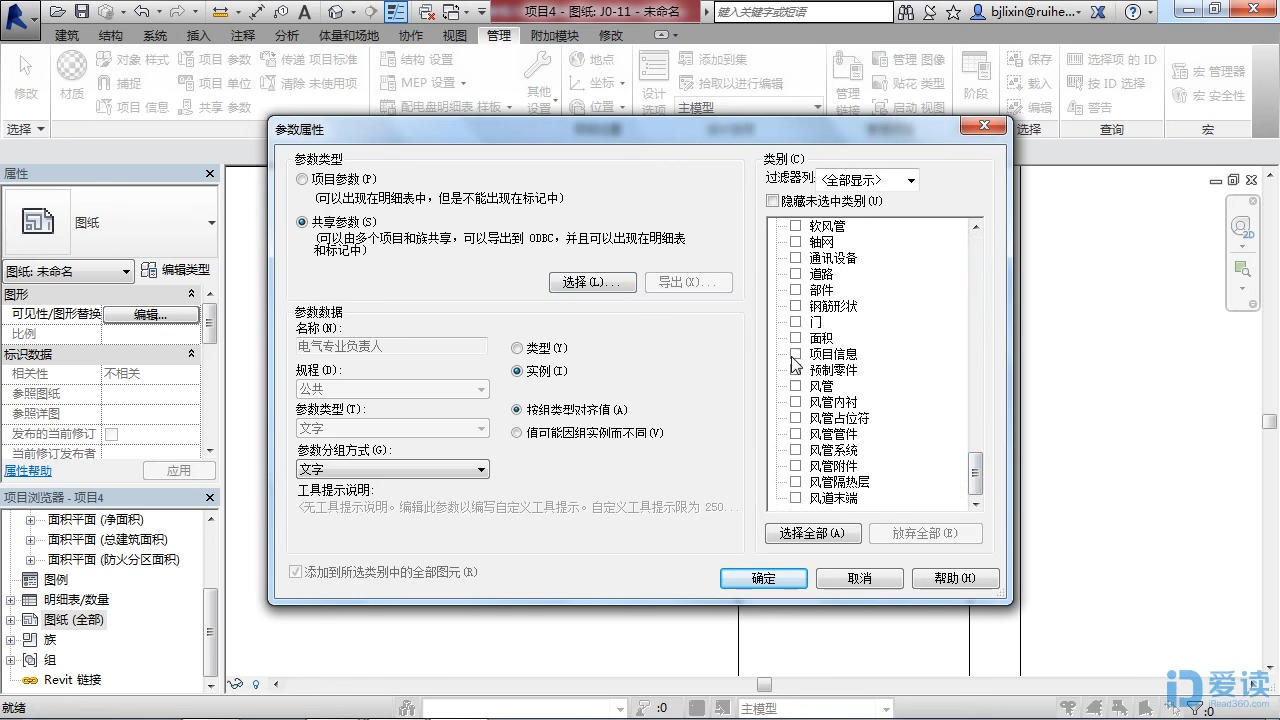 项目4 - 图纸: J0-11 - 未命名
键入关键字或短语
bjlixin@ruihe...
建筑 结构 系统 插入 注释 分析 体量和场地 协作 视图 管理 附加模块 修改
修改
材质
对象 样式
捕捉
项目 信息
项目 参数
项目 单位
共享 参数
传递 项目标准
清除 未使用项
结构 设置
MEP 设置
配电盘明细表 样板
其他
设置
地点
坐标
位置
设计
选项
添加到集
拾取以进行编辑
主模型
管理
链接
管理 图像
贴花 类型
启动 视图
阶段
保存
载入
编辑
选择项 的 ID
按 ID 选择
警告
宏 管理器
宏 安全性
选择
选择
查询
宏
属性
图纸
图纸: 未命名
编辑类型
图形
可见性/图形替换
编辑...
比例
标识数据
相关性
不相关
参照图纸
参照详图
发布的当前修订
当前修订发布者
属性帮助
应用
项目浏览器 - 项目4
面积平面 (净面积)
面积平面 (总建筑面积)
面积平面 (防火分区面积)
图例
明细表/数量
图纸 (全部)
族
组
Revit 链接
参数属性
参数类型
项目参数(P)
(可以出现在明细表中，但是不能出现在标记中)
共享参数(S)
(可以由多个项目和族共享，可以导出到 ODBC，并且可以出现在明细表
和标记中)
选择(L)...
导出(X)...
参数数据
名称(N):
电气专业负责人
规程(D):
公共
参数类型(T):
文字
参数分组方式(G):
文字
类型(Y)
实例(I)
按组类型对齐值(A)
值可能因组实例而不同(V)
工具提示说明:
<无工具提示说明。编辑此参数以编写自定义工具提示。自定义工具提示限为 250...
添加到所选类别中的全部图元(R)
类别(C)
过滤器列
<全部显示>
隐藏未选中类别(U)
软风管
轴网
通讯设备
道路
部件
钢筋形状
门
面积
项目信息
预制零件
风管
风管内衬
风管占位符
风管管件
风管系统
风管附件
风管隔热层
风道末端
选择全部(A)
放弃全部(E)
确定
取消
帮助(H)
就绪
:0
主模型
:0
爱读
iRead360.com